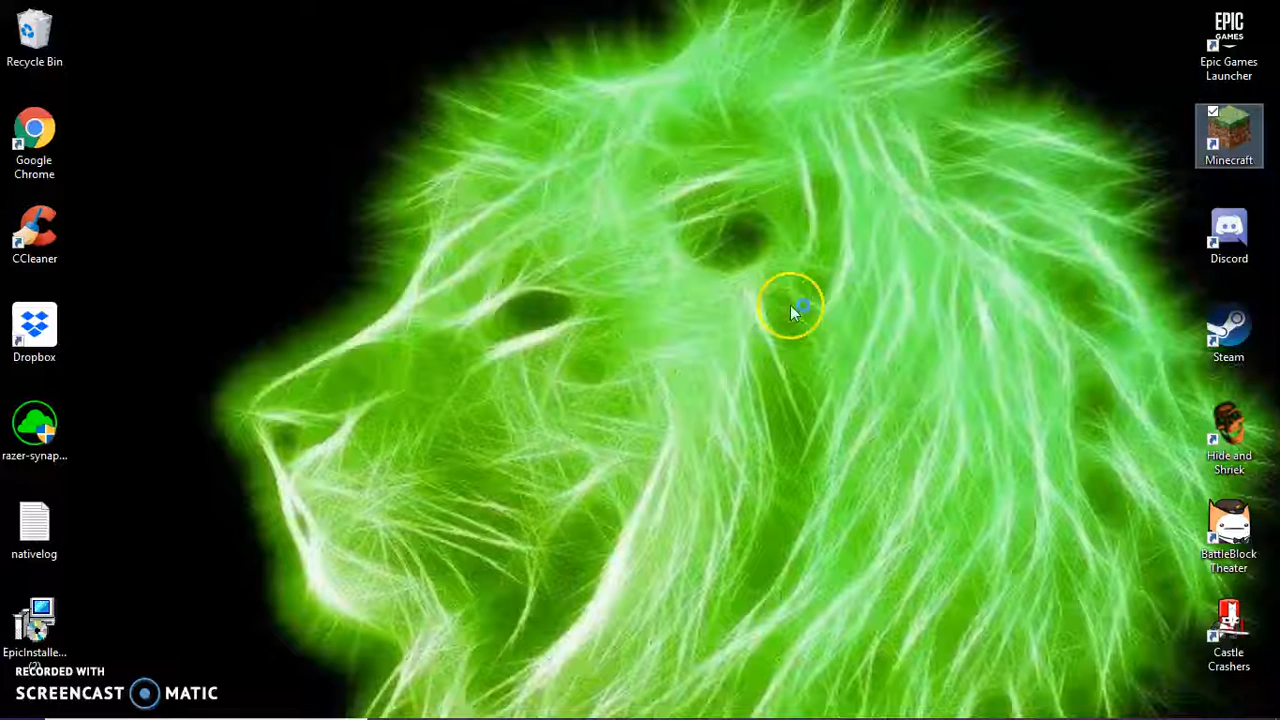 Recycle Bin
Google
Chrome
CCleaner
Dropbox
razer-synap...
nativelog
EpicInstalle...
(2)
RECORDED WITH
SCREENCAST MATIC
EPIC
GAMES
Epic Games
Launcher
Minecraft
Discord
Steam
Hide and
Shriek
BattleBlock
Theater
Castle
Crashers